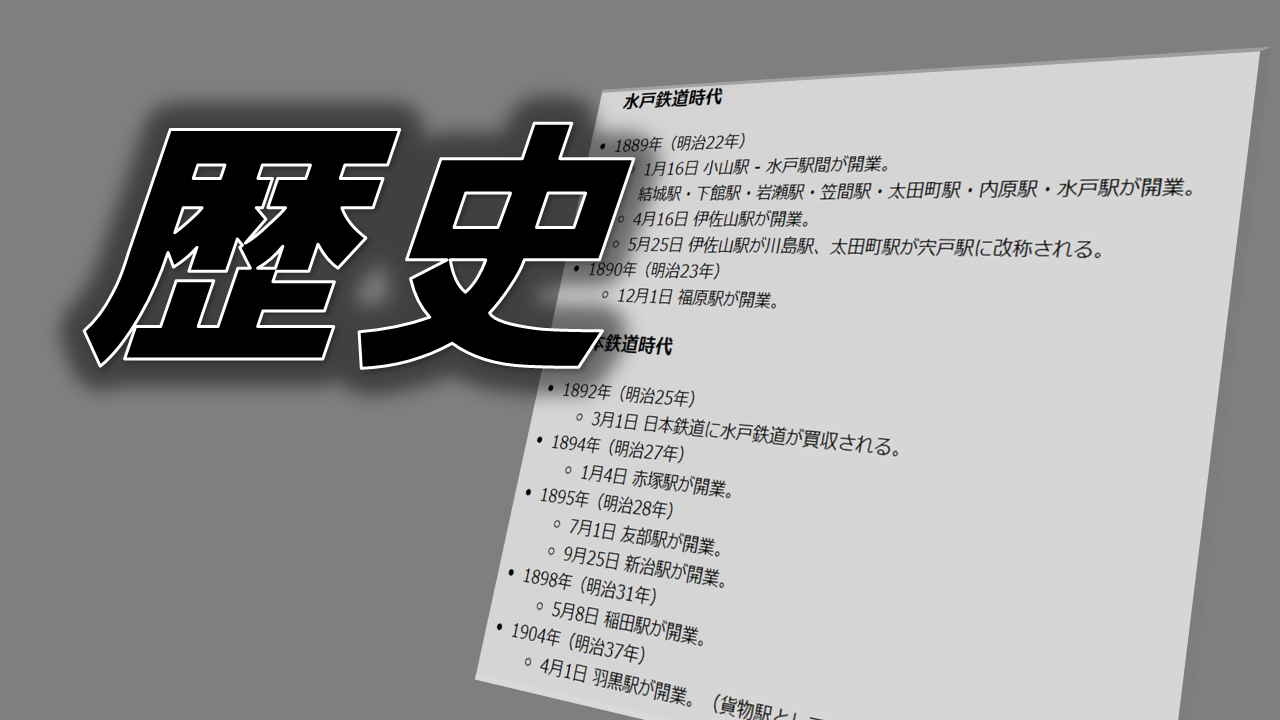 歴史
水戸鉄道時代
• 1889年（明治22年）
1月16日 小山駅 - 水戸駅間が開業。
結城駅・下館駅・岩瀬駅・笠間駅・太田町駅・内原駅・水戸駅が開業。
◦ 4月16日 伊佐山駅が開業。
◦ 5月25日 伊佐山駅が川島駅、太田町駅が宍戸駅に改称される。
• 1890年（明治23年）
◦ 12月1日 福原駅が開業。
本鉄道時代
• 1892年（明治25年）
◦ 3月1日 日本鉄道に水戸鉄道が買収される。
• 1894年（明治27年）
◦ 1月4日 赤塚駅が開業。
• 1895年（明治28年）
◦ 7月1日 友部駅が開業。
◦ 9月25日 新治駅が開業。
• 1898年（明治31年）
◦ 5月8日 稲田駅が開業。
• 1904年（明治37年）
◦ 4月1日 羽黒駅が開業。（貨物駅とし